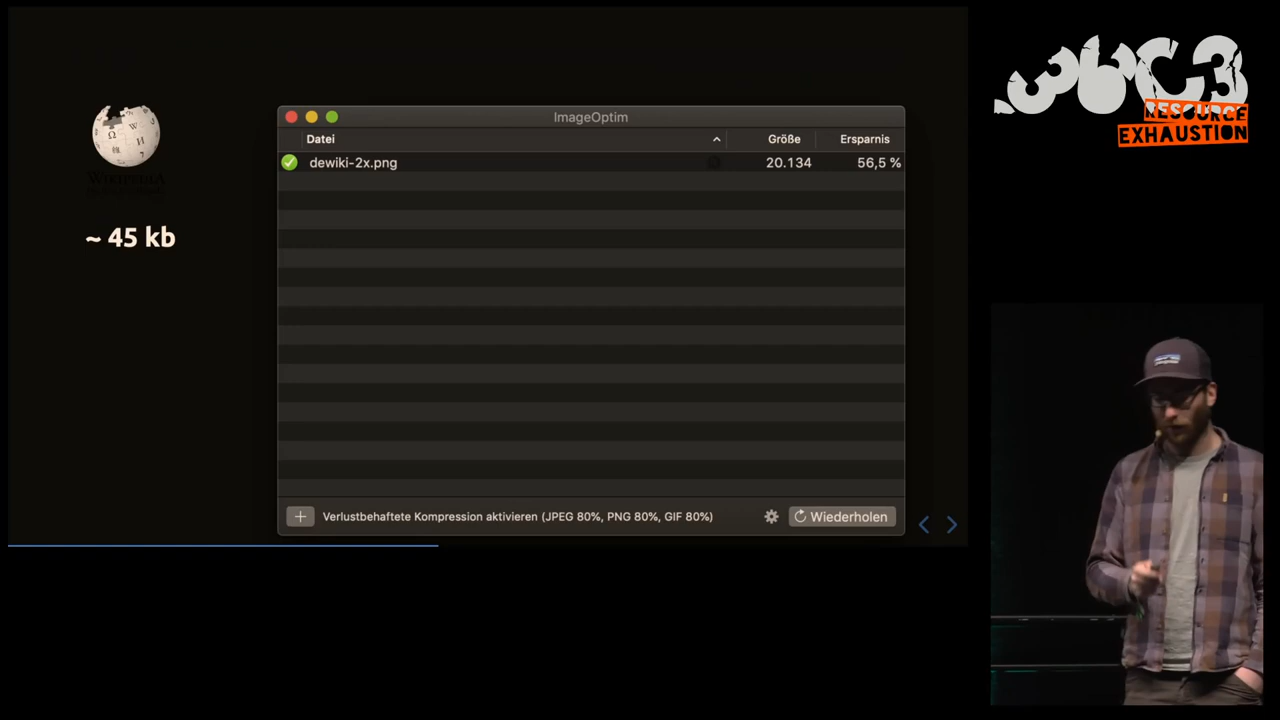 36C3
RESOURCE
EXHAUSTION
WIKIPEDIA
~ 45 kb
ImageOptim
Datei Größe Ersparnis
dewiki-2x.png 20.134 56,5 %
Verlustbehaftete Kompression aktivieren (JPEG 80%, PNG 80%, GIF 80%) Wiederholen